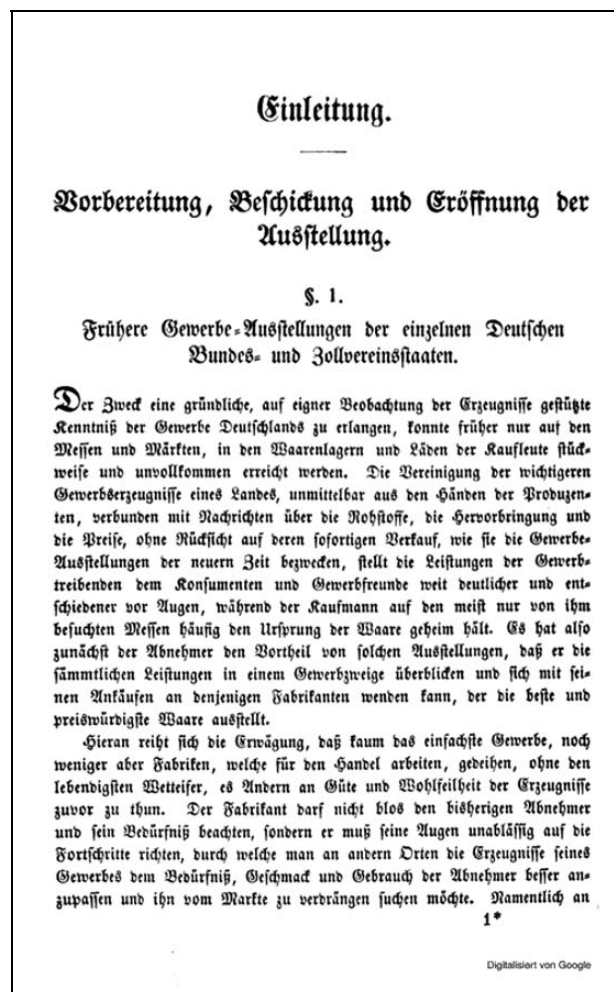 Einleitung.
Vorbereitung, Beschickung und Eröffnung der
Ausstellung.
§. 1.
Frühere Gewerbe-Ausstellungen der einzelnen Deutschen
Bundes- und Zollvereinsstaaten.
Der Zweck eine gründliche, auf eigner Beobachtung der Erzeugnisse gestützte
Kenntniß der Gewerbe Deutschlands zu erlangen, konnte früher nur auf den
Messen und Märkten, in den Waarenlagern und Läden der Kaufleute stück-
weise und unvollkommen erreicht werden. Die Vereinigung der wichtigeren
Gewerbserzeugnisse eines Landes, unmittelbar aus den Händen der Produzen-
ten, verbunden mit Nachrichten über die Rohstoffe, die Hervorbringung und
die Preise, ohne Rücksicht auf deren sofortigen Verkauf, wie sie die Gewerbe-
Ausstellungen der neuern Zeit bezwecken, stellt die Leistungen der Gewerb-
treibenden dem Konsumenten und Gewerbfreunde weit deutlicher und ent-
schiedener vor Augen, während der Kaufmann auf den meist nur von ihm
besuchten Messen häufig den Ursprung der Waare geheim hält. Es hat also
zunächst der Abnehmer den Vortheil von solchen Ausstellungen, daß er die
sämmtlichen Leistungen in einem Gewerbzweige überblicken und sich mit sei-
nen Ankäufen an denjenigen Fabrikanten wenden kann, der die beste und
preiswürdigste Waare ausstellt.
Hieran reiht sich die Erwägung, daß kaum das einfachste Gewerbe, noch
weniger aber Fabriken, welche für den Handel arbeiten, gedeihen, ohne den
lebendigsten Wetteifer, es Andern an Güte und Wohlfeilheit der Erzeugnisse
zuvor zu thun. Der Fabrikant darf nicht blos den bisherigen Abnehmer
und sein Bedürfniß beachten, sondern er muß seine Augen unablässig auf die
Fortschritte richten, durch welche man an andern Orten die Erzeugnisse seines
Gewerbes dem Bedürfniß, Geschmack und Gebrauch der Abnehmer besser an-
zupassen und ihn vom Markte zu verdrängen suchen möchte. Namentlich an
1*
Digitalisiert von Google